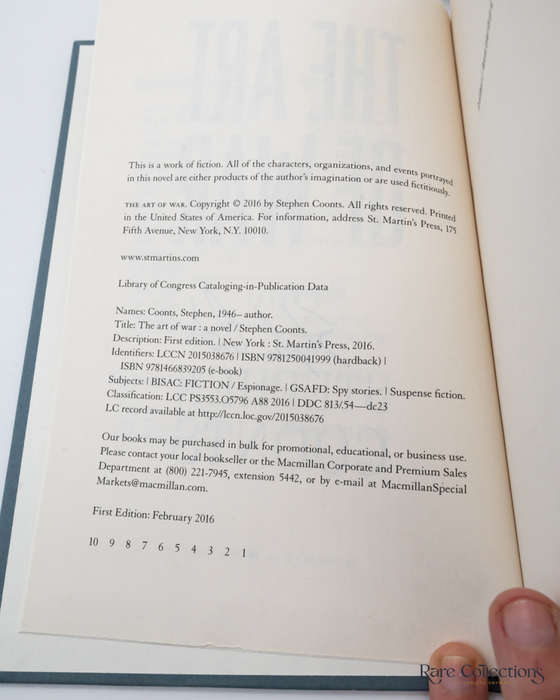 This is a work of fiction. All of the characters, organizations, and events portrayed
in this novel are either products of the author's imagination or are used fictitiously.
THE ART OF WAR. Copyright © 2016 by Stephen Coonts. All rights reserved. Printed
in the United States of America. For information, address St. Martin's Press, 175
Fifth Avenue, New York, N.Y. 10010.
www.stmartins.com
Library of Congress Cataloging-in-Publication Data
Names: Coonts, Stephen, 1946– author.
Title: The art of war : a novel / Stephen Coonts.
Description: First edition. | New York : St. Martin's Press, 2016.
Identifiers: LCCN 2015038676 | ISBN 9781250041999 (hardback) |
ISBN 9781466839205 (e-book)
Subjects: | BISAC: FICTION / Espionage. | GSAFD: Spy stories. | Suspense fiction.
Classification: LCC PS3553.O5796 A88 2016 | DDC 813/.54—dc23
LC record available at http://lccn.loc.gov/2015038676
Our books may be purchased in bulk for promotional, educational, or business use.
Please contact your local bookseller or the Macmillan Corporate and Premium Sales
Department at (800) 221-7945, extension 5442, or by e-mail at MacmillanSpecial
Markets@macmillan.com.
First Edition: February 2016
10 9 8 7 6 5 4 3 2 1
Rare Collections